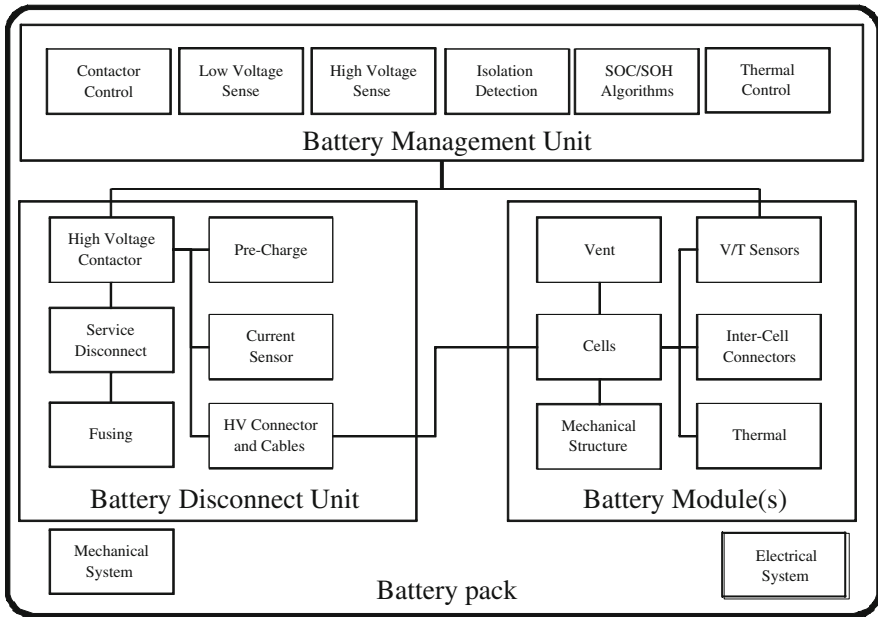 Contactor
Control
Low Voltage
Sense
High Voltage
Sense
Isolation
Detection
SOC/SOH
Algorithms
Thermal
Control
Battery Management Unit
High Voltage
Contactor
Pre-Charge
Service
Disconnect
Current
Sensor
Fusing
HV Connector
and Cables
Battery Disconnect Unit
Vent
V/T Sensors
Cells
Inter-Cell
Connectors
Mechanical
Structure
Thermal
Battery Module(s)
Mechanical
System
Battery pack
Electrical
System